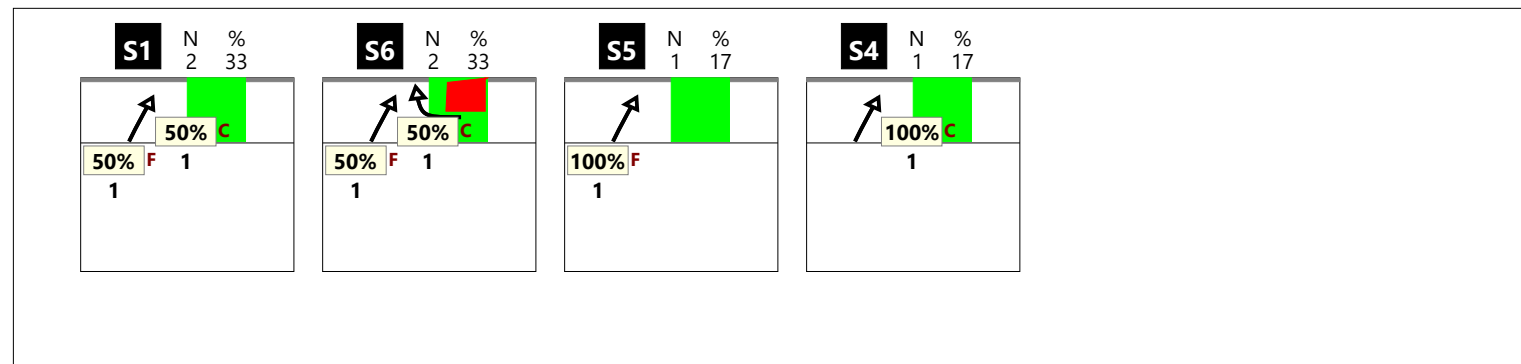 S1 N % 2 33
50% C
50% F 1
1
S6 N % 2 33
50% C
50% F 1
1
S5 N % 1 17
100% F
1
S4 N % 1 17
100% C
1